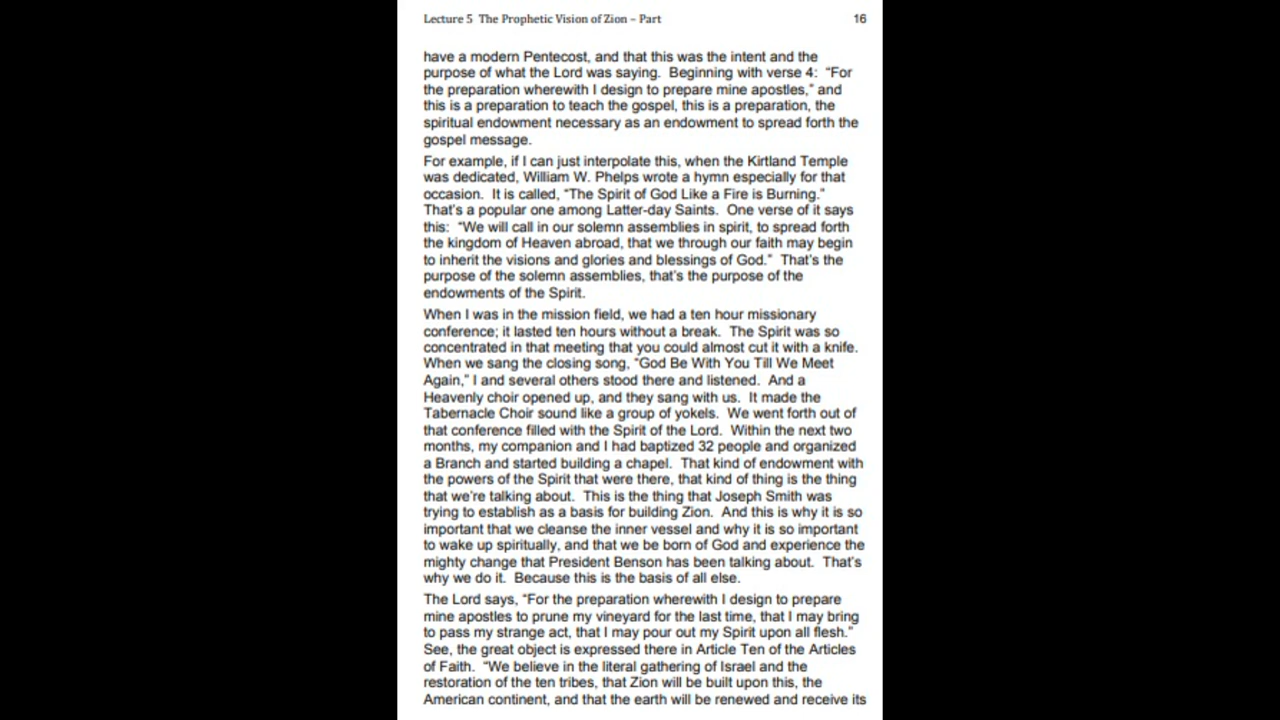 Lecture 5 The Prophetic Vision of Zion – Part 16
have a modern Pentecost, and that this was the intent and the
purpose of what the Lord was saying. Beginning with verse 4: “For
the preparation wherewith I design to prepare mine apostles,” and
this is a preparation to teach the gospel, this is a preparation, the
spiritual endowment necessary as an endowment to spread forth the
gospel message.
For example, if I can just interpolate this, when the Kirtland Temple
was dedicated, William W. Phelps wrote a hymn especially for that
occasion. It is called, “The Spirit of God Like a Fire is Burning.”
That’s a popular one among Latter-day Saints. One verse of it says
this: “We will call in our solemn assemblies in spirit, to spread forth
the kingdom of Heaven abroad, that we through our faith may begin
to inherit the visions and glories and blessings of God.” That’s the
purpose of the solemn assemblies, that’s the purpose of the
endowments of the Spirit.
When I was in the mission field, we had a ten hour missionary
conference; it lasted ten hours without a break. The Spirit was so
concentrated in that meeting that you could almost cut it with a knife.
When we sang the closing song, “God Be With You Till We Meet
Again,” I and several others stood there and listened. And a
Heavenly choir opened up, and they sang with us. It made the
Tabernacle Choir sound like a group of yokels. We went forth out of
that conference filled with the Spirit of the Lord. Within the next two
months, my companion and I had baptized 32 people and organized
a Branch and started building a chapel. That kind of endowment with
the powers of the Spirit that were there, that kind of thing is the thing
that we’re talking about. This is the thing that Joseph Smith was
trying to establish as a basis for building Zion. And this is why it is so
important that we cleanse the inner vessel and why it is so important
to wake up spiritually, and that we be born of God and experience the
mighty change that President Benson has been talking about. That’s
why we do it. Because this is the basis of all else.
The Lord says, “For the preparation wherewith I design to prepare
mine apostles to prune my vineyard for the last time, that I may bring
to pass my strange act, that I may pour out my Spirit upon all flesh.”
See, the great object is expressed there in Article Ten of the Articles
of Faith. “We believe in the literal gathering of Israel and the
restoration of the ten tribes, that Zion will be built upon this, the
American continent, and that the earth will be renewed and receive its